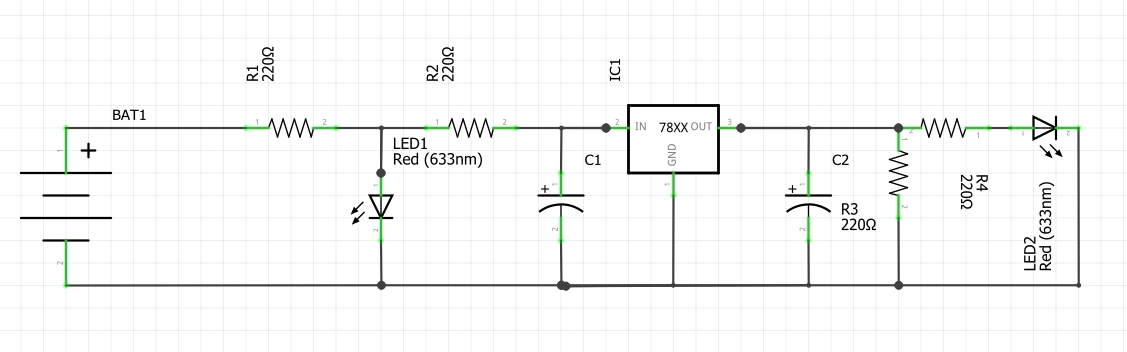 BAT1
1
2
R1
220Ω
1
2
LED1
Red (633nm)
1
2
R2
220Ω
1
2
C1
+
1
2
IC1
2
IN
78XX
OUT
3
GND
1
C2
+
1
2
R3
220Ω
1
2
R4
220Ω
2
1
LED2
Red (633nm)
1
2